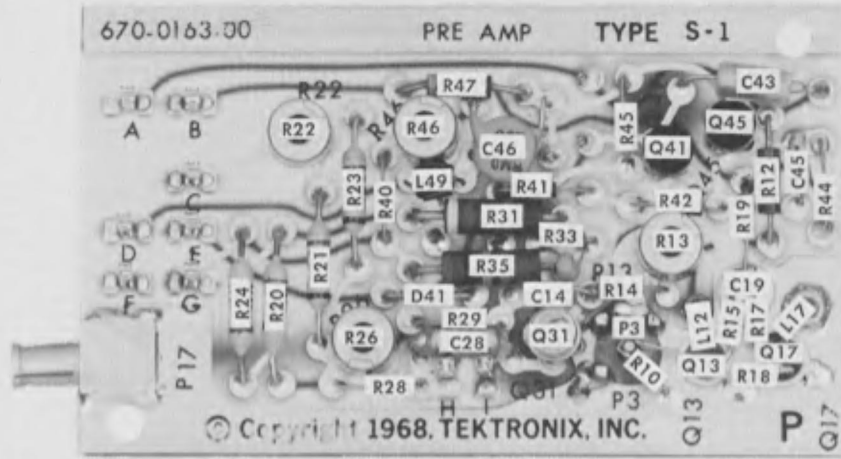 670-0163-00 PRE AMP TYPE S-1
R47 C43
A B R22 R46
R22 R46 R45 Q45
C46 Q41
R23 L49 R41 R12 C45 R44
C R40 R42 R19
R31 R13
D E R21 R33
R35
F G R24 R20 D41 C14 R14 C19
R29 P3 L12 R15 R17 L17
P17 R26 C28 Q31 R10 Q13 Q17
R28 R18
H I Q31 P3 Q13 P Q17
© Copyright 1968, TEKTRONIX, INC.